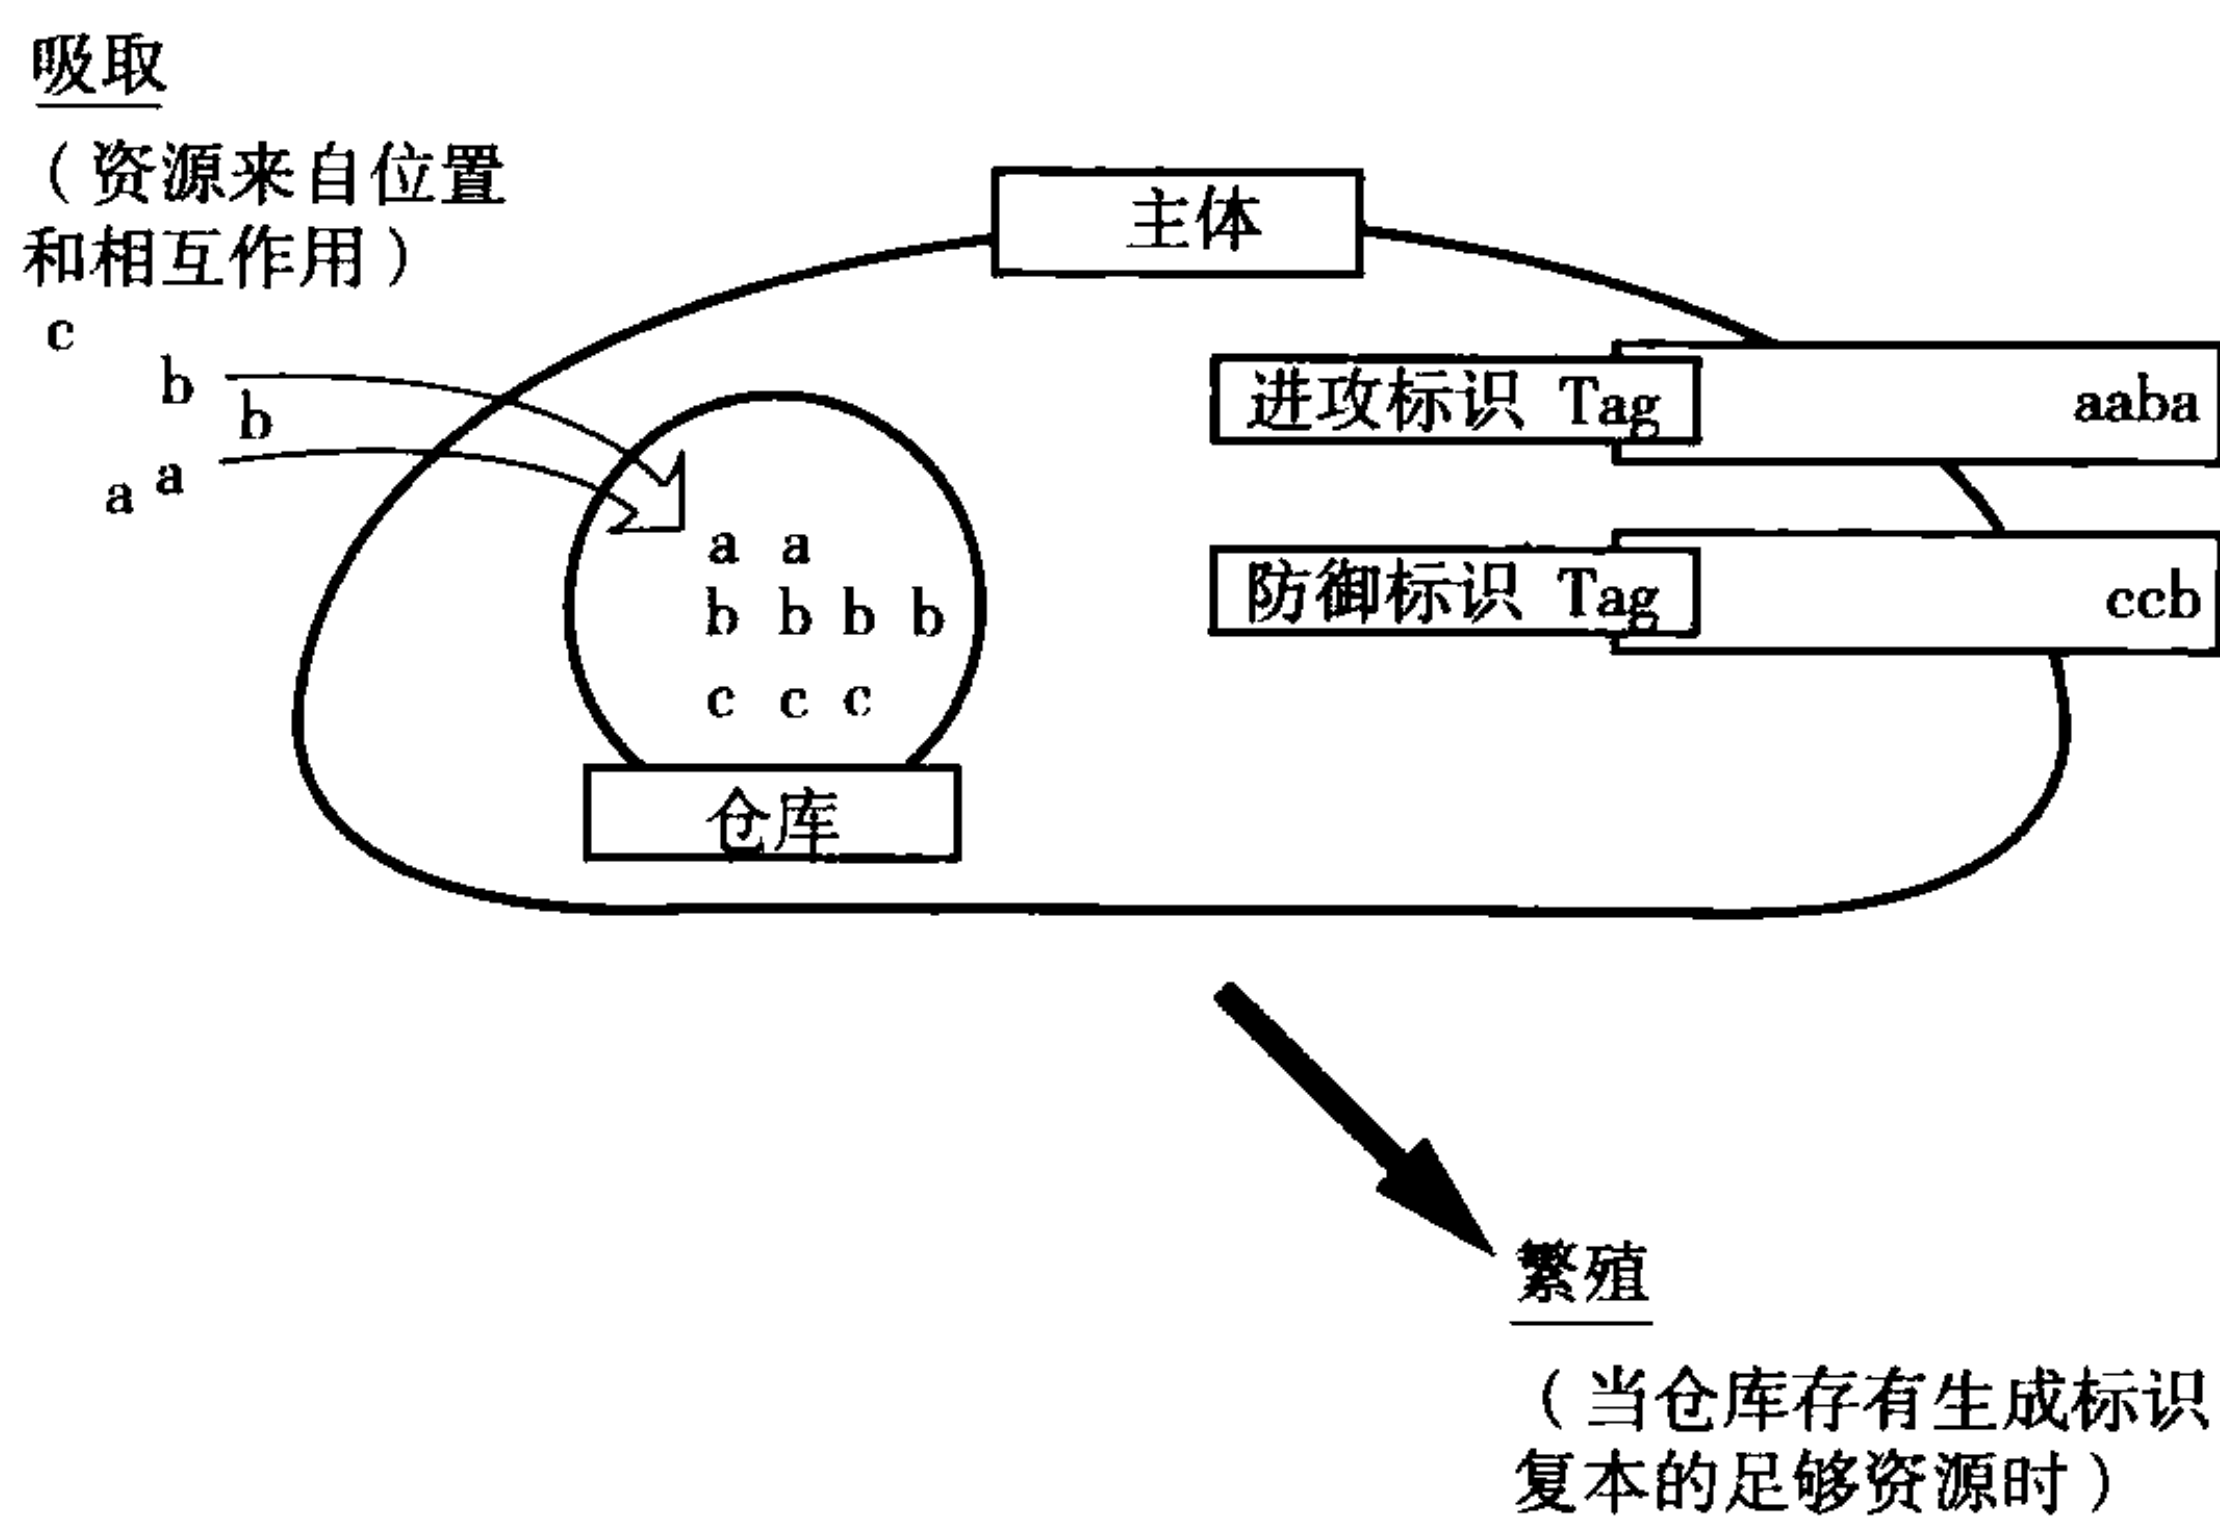 吸取
（资源来自位置
和相互作用）
c
b
b
a a
主体
进攻标识 Tag
aaba
防御标识 Tag
ccb
a a
b b b b
c c c
仓库
繁殖
（当仓库存有生成标识
复本的足够资源时）